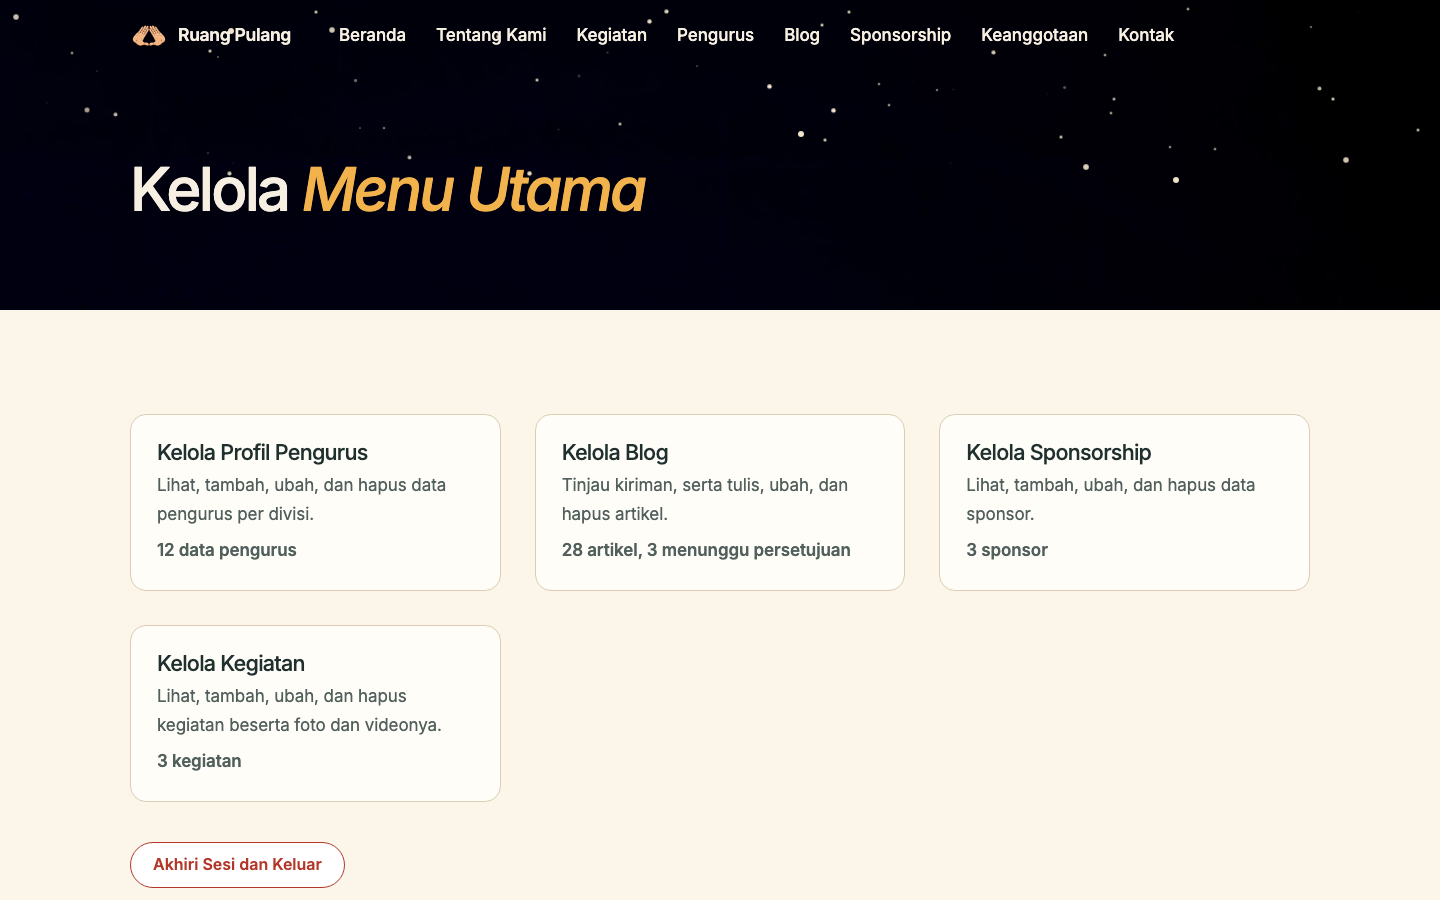 RuangPulang
Beranda
Tentang Kami
Kegiatan
Pengurus
Blog
Sponsorship
Keanggotaan
Kontak
Kelola Menu Utama
Kelola Profil Pengurus
Lihat, tambah, ubah, dan hapus data
pengurus per divisi.
12 data pengurus
Kelola Blog
Tinjau kiriman, serta tulis, ubah, dan
hapus artikel.
28 artikel, 3 menunggu persetujuan
Kelola Sponsorship
Lihat, tambah, ubah, dan hapus data
sponsor.
3 sponsor
Kelola Kegiatan
Lihat, tambah, ubah, dan hapus
kegiatan beserta foto dan videonya.
3 kegiatan
Akhiri Sesi dan Keluar